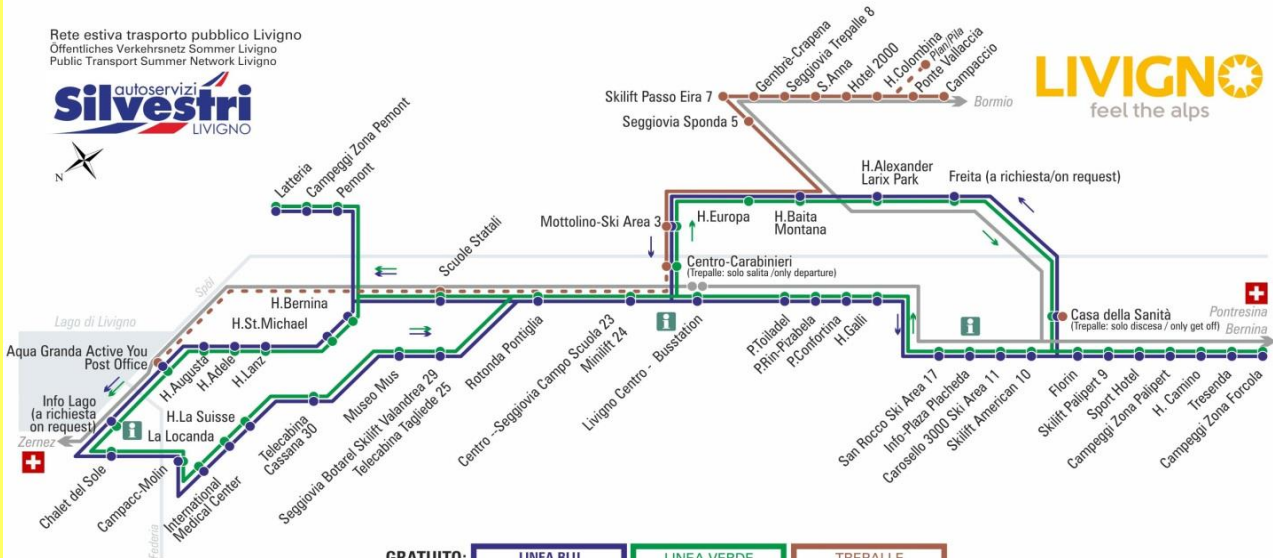 Rete estiva trasporto pubblico Livigno
Öffentliches Verkehrsnetz Sommer Livigno
Public Transport Summer Network Livigno
autoservizi
Silvestri
LIVIGNO
N
LIVIGNO
feel the alps
Skilift Passo Eira 7
Gembrè-Crapena
Seggiovia Trepalle 8
S.Anna
Hotel 2000
H.Colombina
Plan/Pila
Ponte Vallaccia
Campaccio
Bormio
Seggiovia Sponda 5
Latteria
Campeggi Zona Pemont
Pemont
H.Alexander
Larix Park
Freita (a richiesta/on request)
Mottolino-Ski Area 3
H.Europa
H.Baita
Montana
Scuole Statali
Centro-Carabinieri
(Trepalle: solo salita /only departure)
Spöl
H.Bernina
H.St.Michael
Lago di Livigno
Casa della Sanità
(Trepalle: solo discesa / only get off)
Pontresina
Bernina
Aqua Granda Active You
Post Office
H.Augusta
H.Adele
H.Lanz
Info Lago
(a richiesta
on request)
Zernez
H.La Suisse
La Locanda
Chalet del Sole
Campacc-Molin
International
Medical Center
Telecabina
Cassana 30
Museo Mus
Seggiovia Botarel Skilift Valandrea 29
Telecabina Tagliede 25
Rotonda Pontiglia
Centro -Seggiovia Campo Scuola 23
Minilift 24
Livigno Centro - Busstation
P.Toiladel
P.Rin-Pizabela
P.Confortina
H.Galli
San Rocco Ski Area 17
Info-Plaza Placheda
Carosello 3000 Ski Area 11
Skilift American 10
Florin
Skilift Palipert 9
Sport Hotel
Campeggi Zona Palipert
H. Camino
Tresenda
Campeggi Zona Forcola
Federia
i
i
i
GRATUITO:
LINEA BLU
LINEA VERDE
TREPALLE